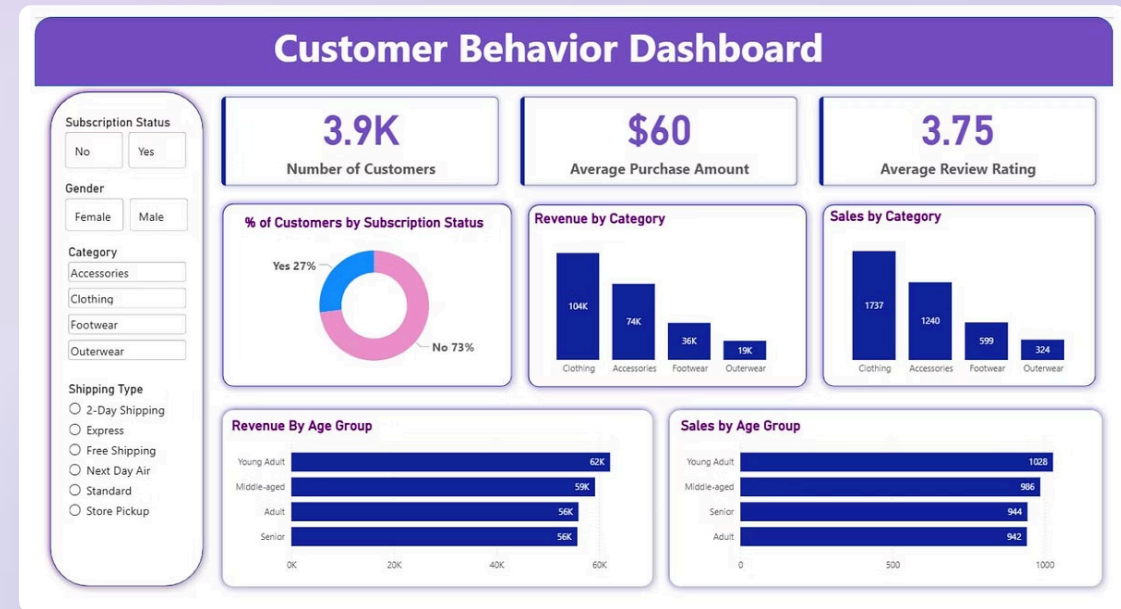 Customer Behavior Dashboard
Subscription Status
No
Yes
Gender
Female
Male
Category
Accessories
Clothing
Footwear
Outerwear
Shipping Type
2-Day Shipping
Express
Free Shipping
Next Day Air
Standard
Store Pickup
3.9K
Number of Customers
$60
Average Purchase Amount
3.75
Average Review Rating
% of Customers by Subscription Status
Yes 27%
No 73%
Revenue by Category
104K
74K
36K
19K
Clothing Accessories Footwear Outerwear
Sales by Category
1737
1240
599
324
Clothing Accessories Footwear Outerwear
Revenue By Age Group
Young Adult 62K
Middle-aged 59K
Adult 56K
Senior 56K
0K 20K 40K 60K
Sales by Age Group
Young Adult 1028
Middle-aged 986
Senior 944
Adult 942
0 500 1000